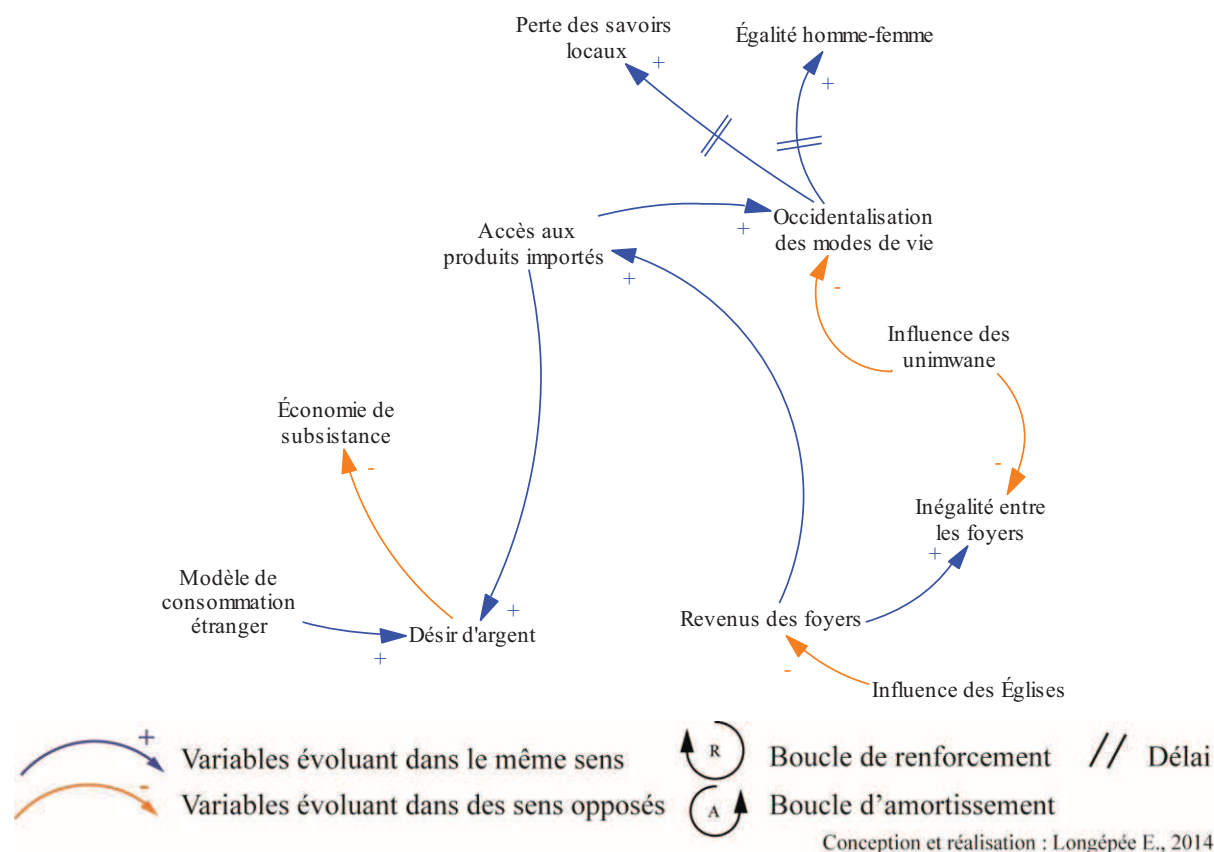 Perte des savoirs
locaux
+
Égalité homme-femme
+
Occidentalisation
des modes de vie
+
-
Accès aux
produits importés
+
Influence des
unimwane
Économie de
subsistance
-
-
Inégalité entre
les foyers
+
Modèle de
consommation
étranger
+
Désir d'argent
+
Revenus des foyers
-
Influence des Églises
+
Variables évoluant dans le même sens
-
Variables évoluant dans des sens opposés
R
Boucle de renforcement
A
Boucle d'amortissement
// Délai
Conception et réalisation : Longépée E., 2014